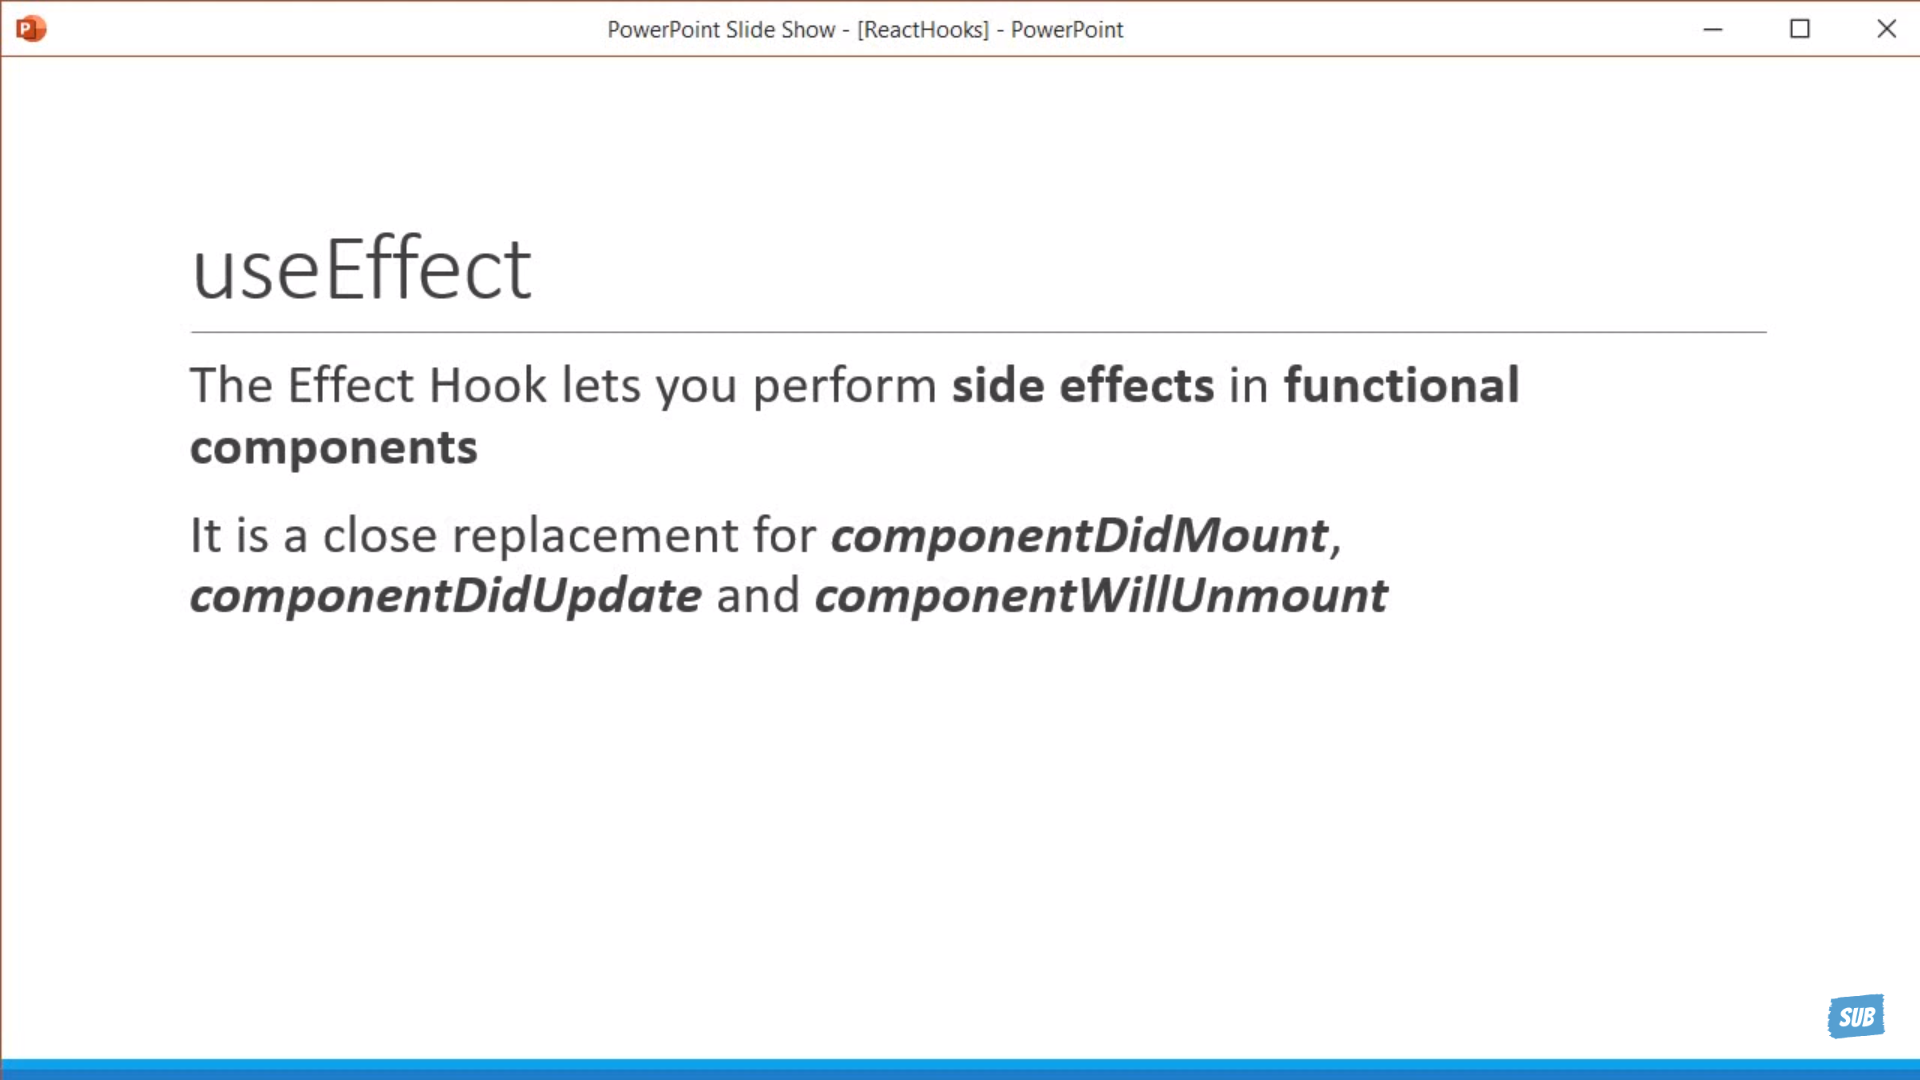 PowerPoint Slide Show - [ReactHooks] - PowerPoint
useEffect
The Effect Hook lets you perform side effects in functional
components
It is a close replacement for componentDidMount,
componentDidUpdate and componentWillUnmount
SUB